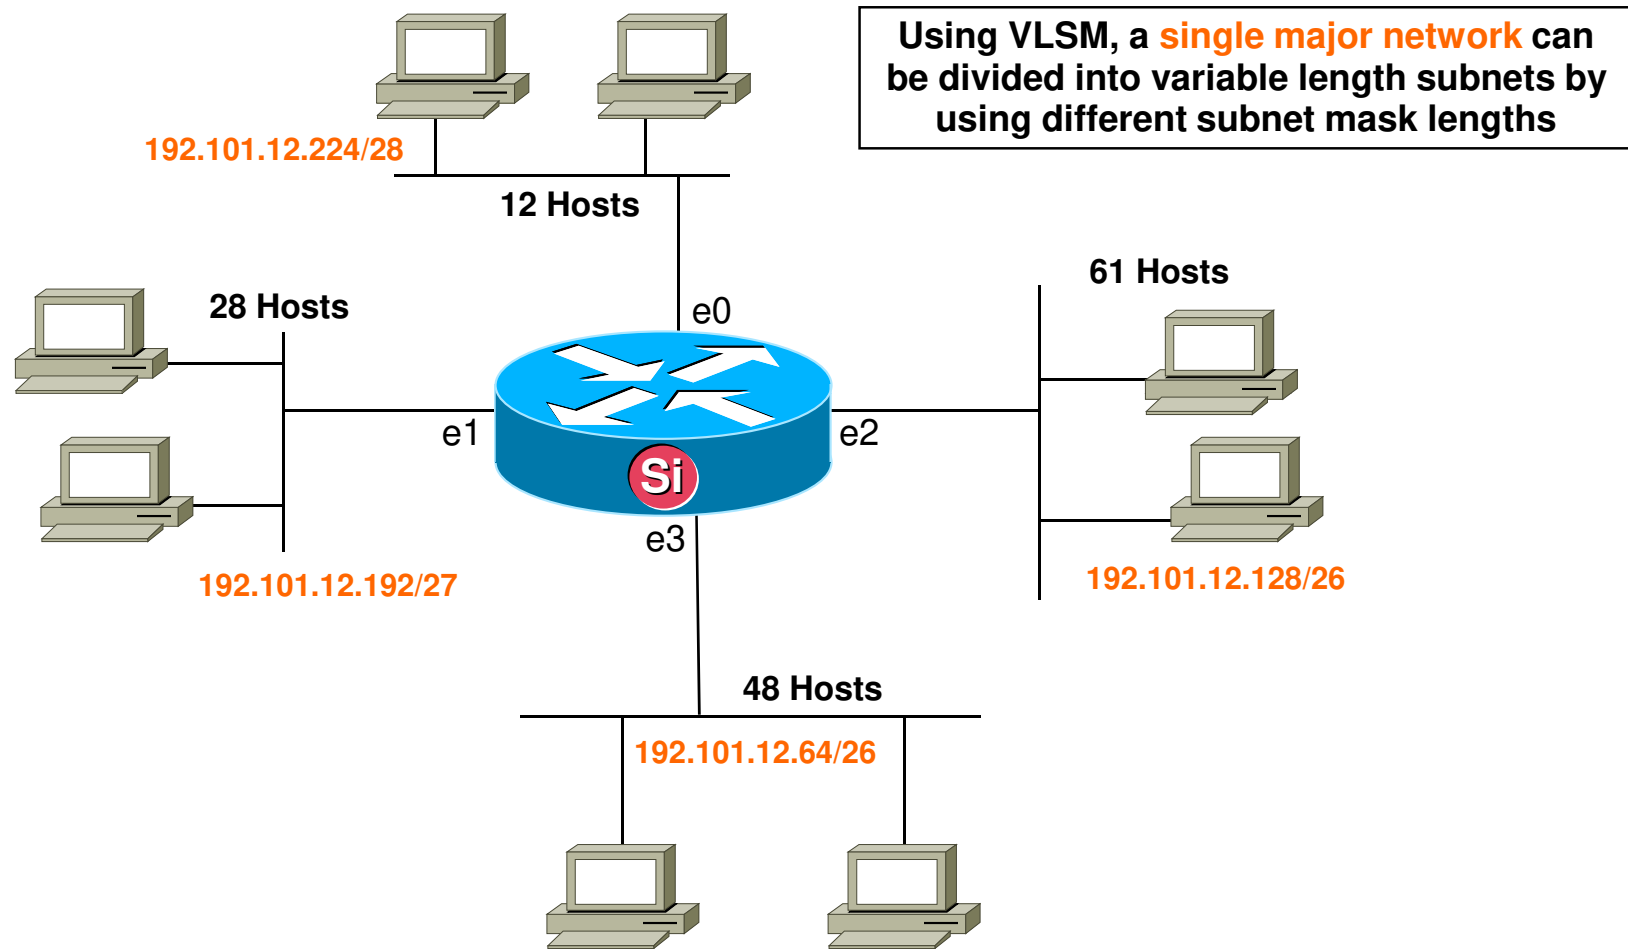 Using VLSM, a single major network can
be divided into variable length subnets by
using different subnet mask lengths
192.101.12.224/28
12 Hosts
61 Hosts
28 Hosts
e0
e1
e2
Si
e3
192.101.12.192/27
192.101.12.128/26
48 Hosts
192.101.12.64/26